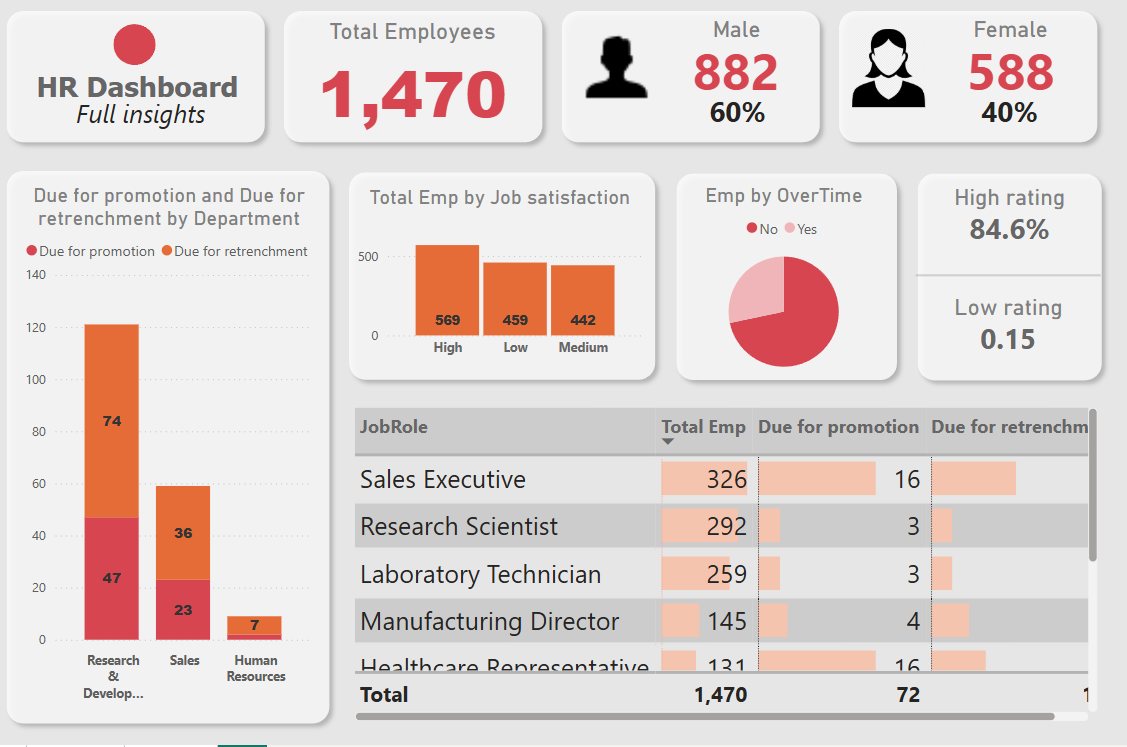 HR Dashboard
Full insights
Total Employees
1,470
Male
882
60%
Female
588
40%
Due for promotion and Due for
retrenchment by Department
Due for promotion Due for retrenchment
140
120
100
80
60
40
20
0
74
47
36
23
7
Research
&
Develop...
Sales
Human
Resources
Total Emp by Job satisfaction
500
0
569 459 442
High Low Medium
Emp by OverTime
No Yes
High rating
84.6%
Low rating
0.15
JobRole Total Emp Due for promotion Due for retrenchm
Sales Executive 326 16
Research Scientist 292 3
Laboratory Technician 259 3
Manufacturing Director 145 4
Healthcare Representative 131 16
Total 1,470 72